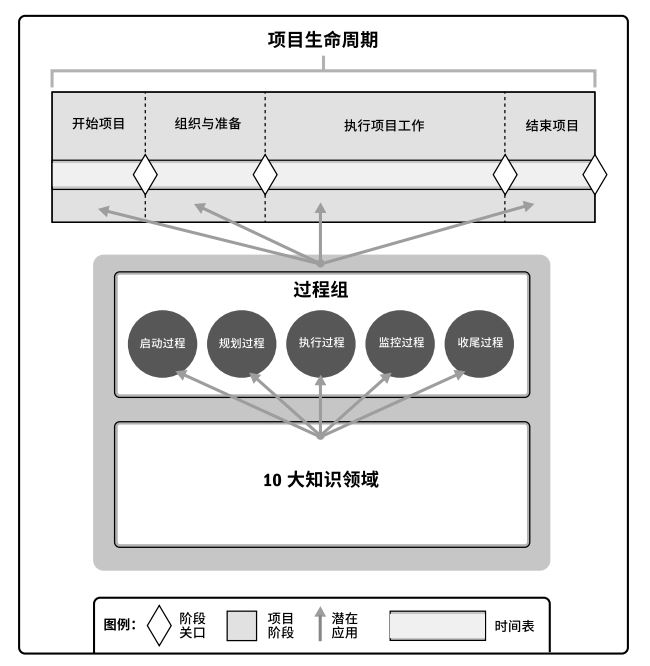 项目生命周期
开始项目
组织与准备
执行项目工作
结束项目
过程组
启动过程
规划过程
执行过程
监控过程
收尾过程
10 大知识领域
图例：
阶段
关口
项目
阶段
潜在
应用
时间表